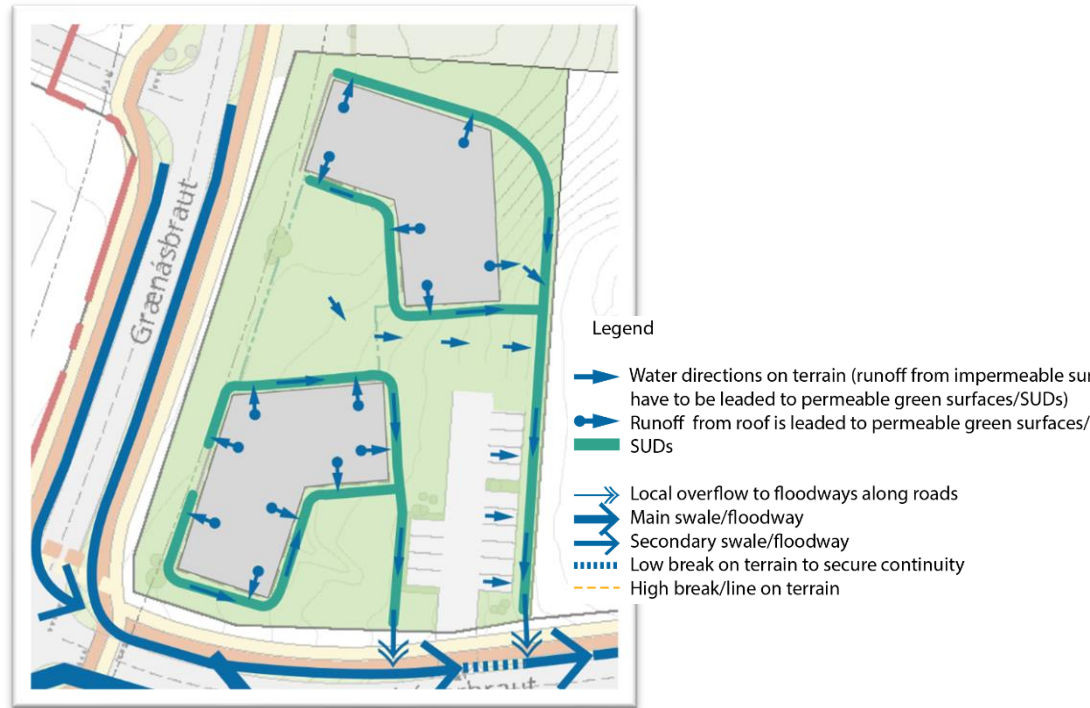 Grænásbraut
Legend
Water directions on terrain (runoff from impermeable sur
have to be leaded to permeable green surfaces/SUDs)
Runoff from roof is leaded to permeable green surfaces/
SUDs
Local overflow to floodways along roads
Main swale/floodway
Secondary swale/floodway
Low break on terrain to secure continuity
High break/line on terrain